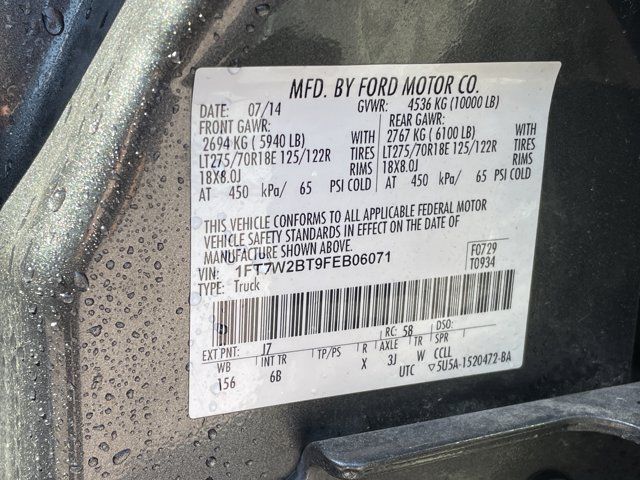 MFD. BY FORD MOTOR CO.
DATE: 07/14 GVWR: 4536 KG (10000 LB)
FRONT GAWR: REAR GAWR:
2694 KG ( 5940 LB) WITH 2767 KG ( 6100 LB) WITH
LT275/70R18E 125/122R TIRES LT275/70R18E 125/122R TIRES
18X8.0J RIMS 18X8.0J RIMS
AT 450 kPa/ 65 PSI COLD AT 450 kPa/ 65 PSI COLD
THIS VEHICLE CONFORMS TO ALL APPLICABLE FEDERAL MOTOR
VEHICLE SAFETY STANDARDS IN EFFECT ON THE DATE OF
MANUFACTURE SHOWN ABOVE.
VIN: 1FT7W2BT9FEB06071 F0729
TYPE: Truck T0934
EXT PNT: J7 RC: 58 DSO:
WB INT TR TP/PS R AXLE TR SPR
156 6B X 3J W CCLL
UTC ▽5U5A-1520472-BA